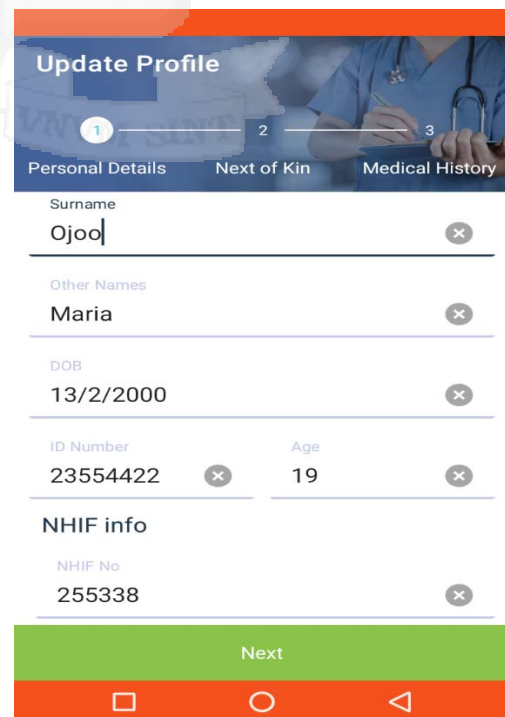 Update Profile
1 2 3
Personal Details Next of Kin Medical History
Surname
Ojoo
Other Names
Maria
DOB
13/2/2000
ID Number Age
23554422 19
NHIF info
NHIF No
255338
Next